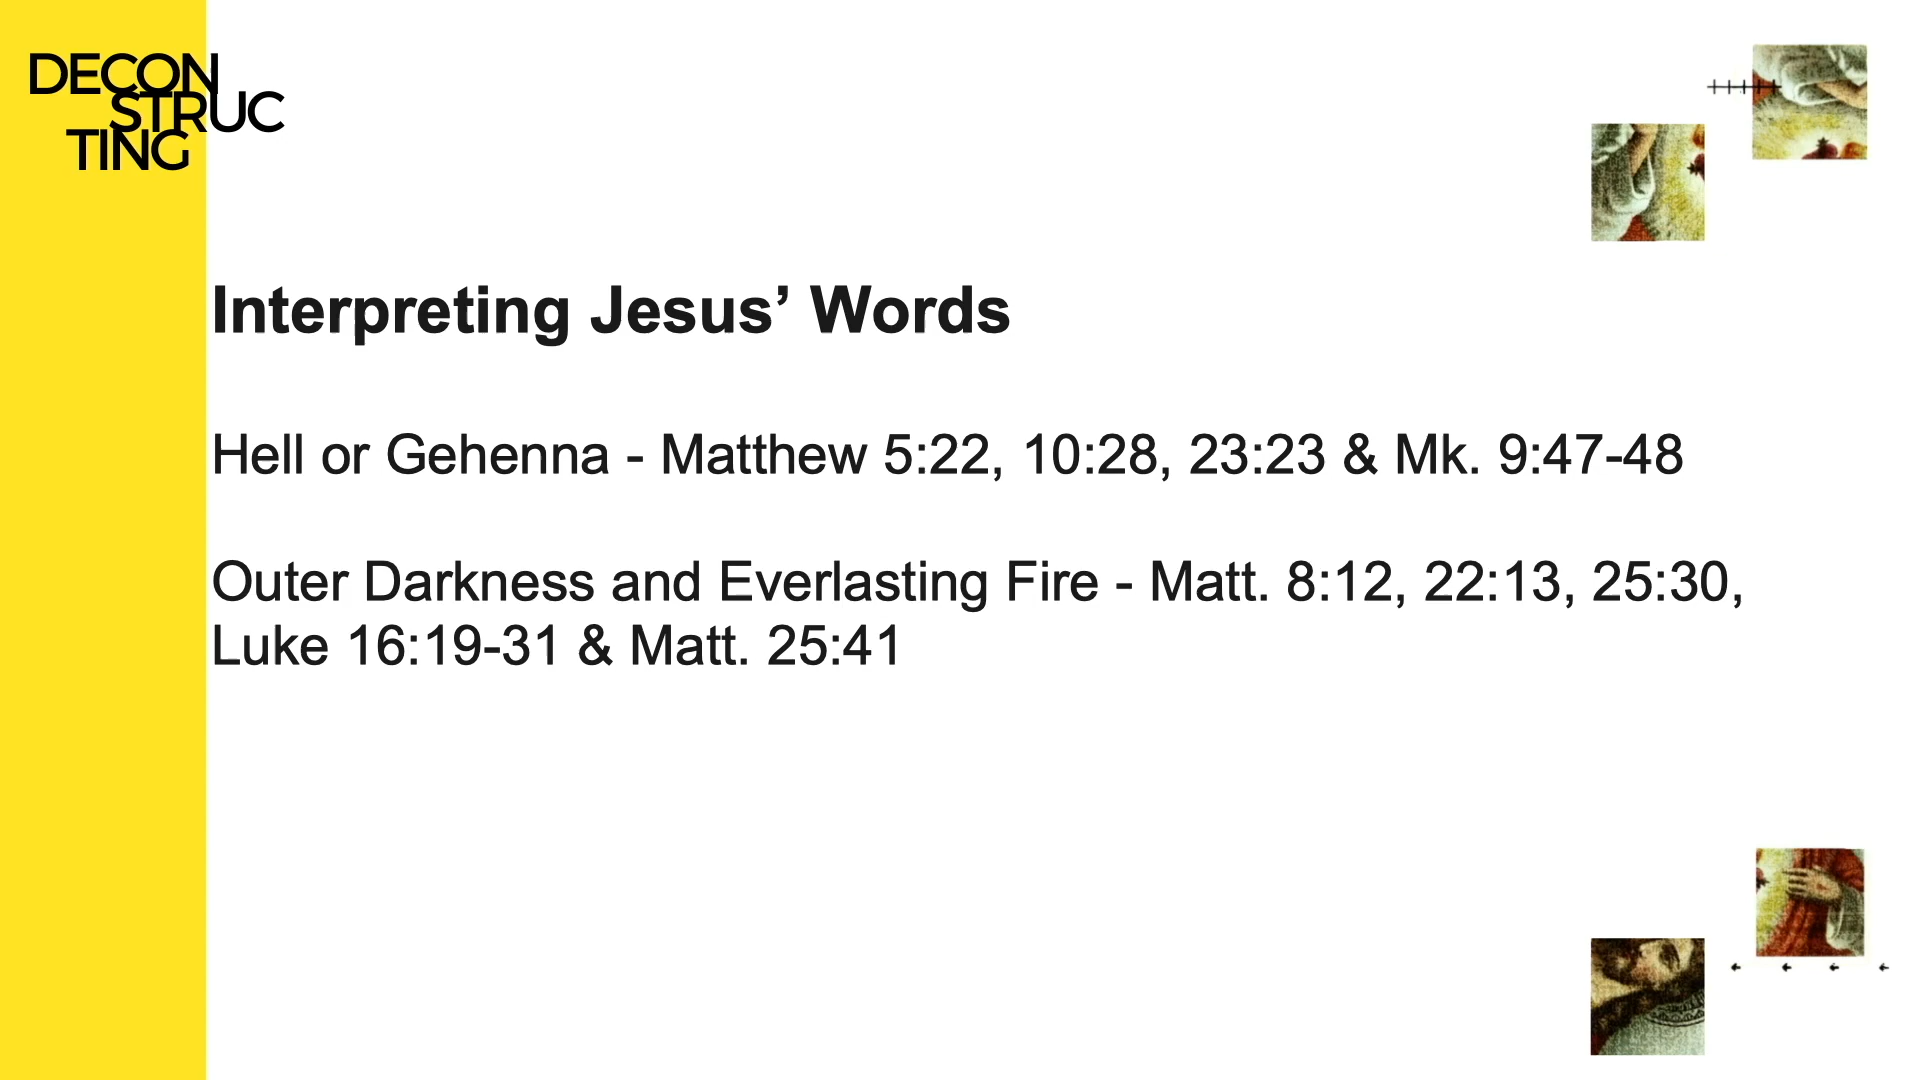 DECON
STRUC
TING
Interpreting Jesus’ Words
Hell or Gehenna - Matthew 5:22, 10:28, 23:23 & Mk. 9:47-48
Outer Darkness and Everlasting Fire - Matt. 8:12, 22:13, 25:30,
Luke 16:19-31 & Matt. 25:41